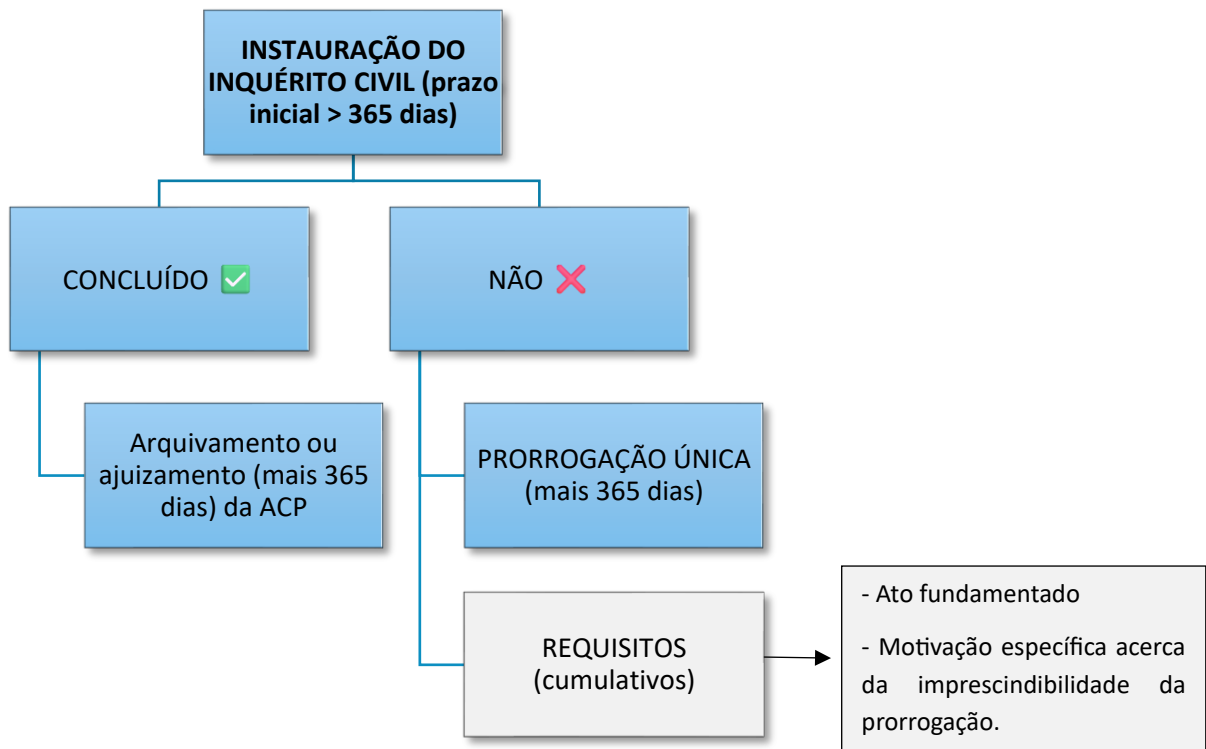 INSTAURAÇÃO DO
INQUÉRITO CIVIL (prazo
inicial > 365 dias)
CONCLUÍDO ✅
NÃO ❌
Arquivamento ou
ajuizamento (mais 365
dias) da ACP
PRORROGAÇÃO ÚNICA
(mais 365 dias)
REQUISITOS
(cumulativos)
- Ato fundamentado
- Motivação específica acerca
da imprescindibilidade da
prorrogação.